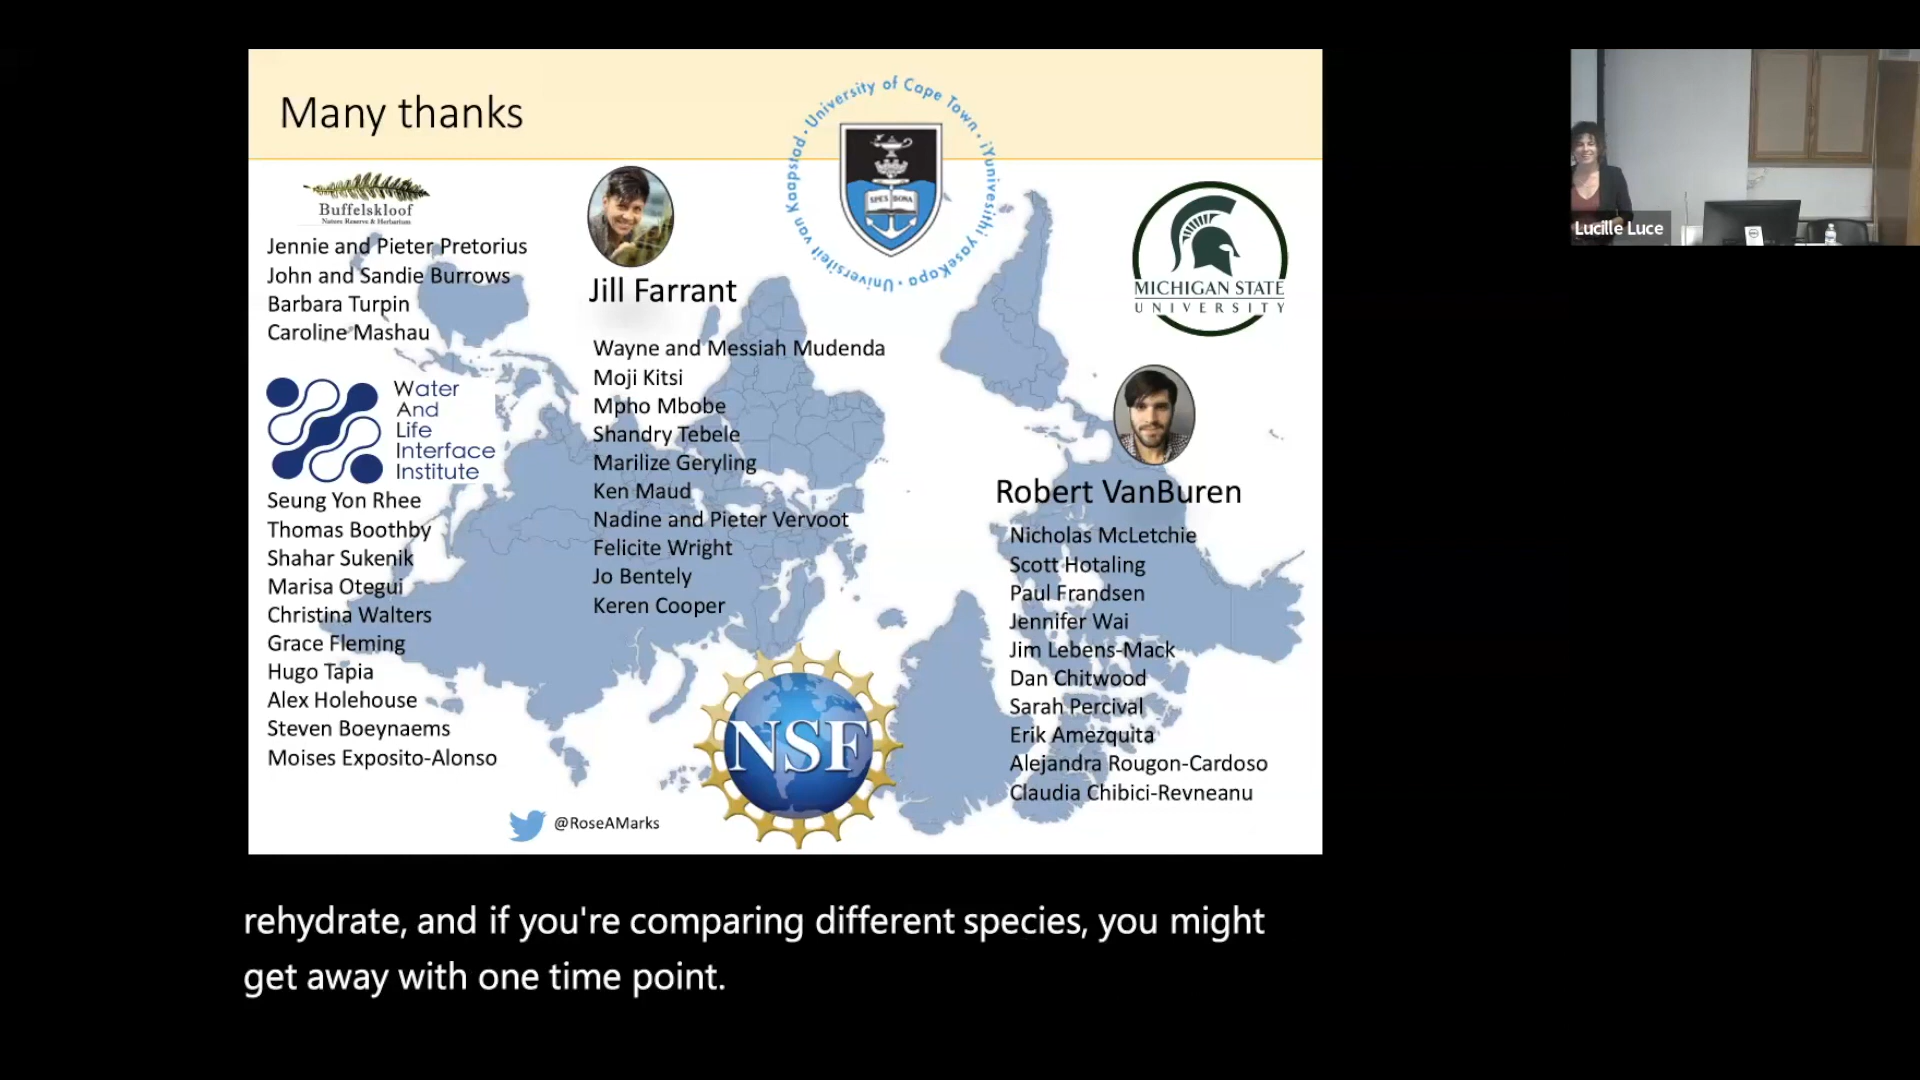 Many thanks
Buffelskloof
Nature Reserve & Herbarium
Jennie and Pieter Pretorius
John and Sandie Burrows
Barbara Turpin
Caroline Mashau
Water
And
Life
Interface
Institute
Seung Yon Rhee
Thomas Boothby
Shahar Sukenik
Marisa Otegui
Christina Walters
Grace Fleming
Hugo Tapia
Alex Holehouse
Steven Boeynaems
Moises Exposito-Alonso
@RoseAMarks
Jill Farrant
Wayne and Messiah Mudenda
Moji Kitsi
Mpho Mbobe
Shandry Tebele
Marilize Geryling
Ken Maud
Nadine and Pieter Vervoot
Felicite Wright
Jo Bentely
Keren Cooper
NSF
University of Cape Town · iYunivesithi yaseKapa · Universiteit van Kaapstad ·
SPES BONA
MICHIGAN STATE
UNIVERSITY
Robert VanBuren
Nicholas McLetchie
Scott Hotaling
Paul Frandsen
Jennifer Wai
Jim Lebens-Mack
Dan Chitwood
Sarah Percival
Erik Amezquita
Alejandra Rougon-Cardoso
Claudia Chibici-Revneanu
Lucille Luce
rehydrate, and if you're comparing different species, you might
get away with one time point.